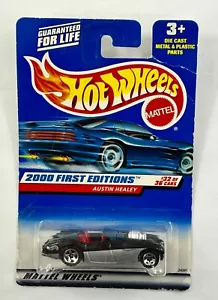 GUARANTEED
FOR LIFE
3+
DIE CAST
METAL & PLASTIC
PARTS
Hot Wheels
MATTEL
2000 FIRST EDITIONS™
#32 OF
36 CARS
AUSTIN HEALEY
MATTEL WHEELS